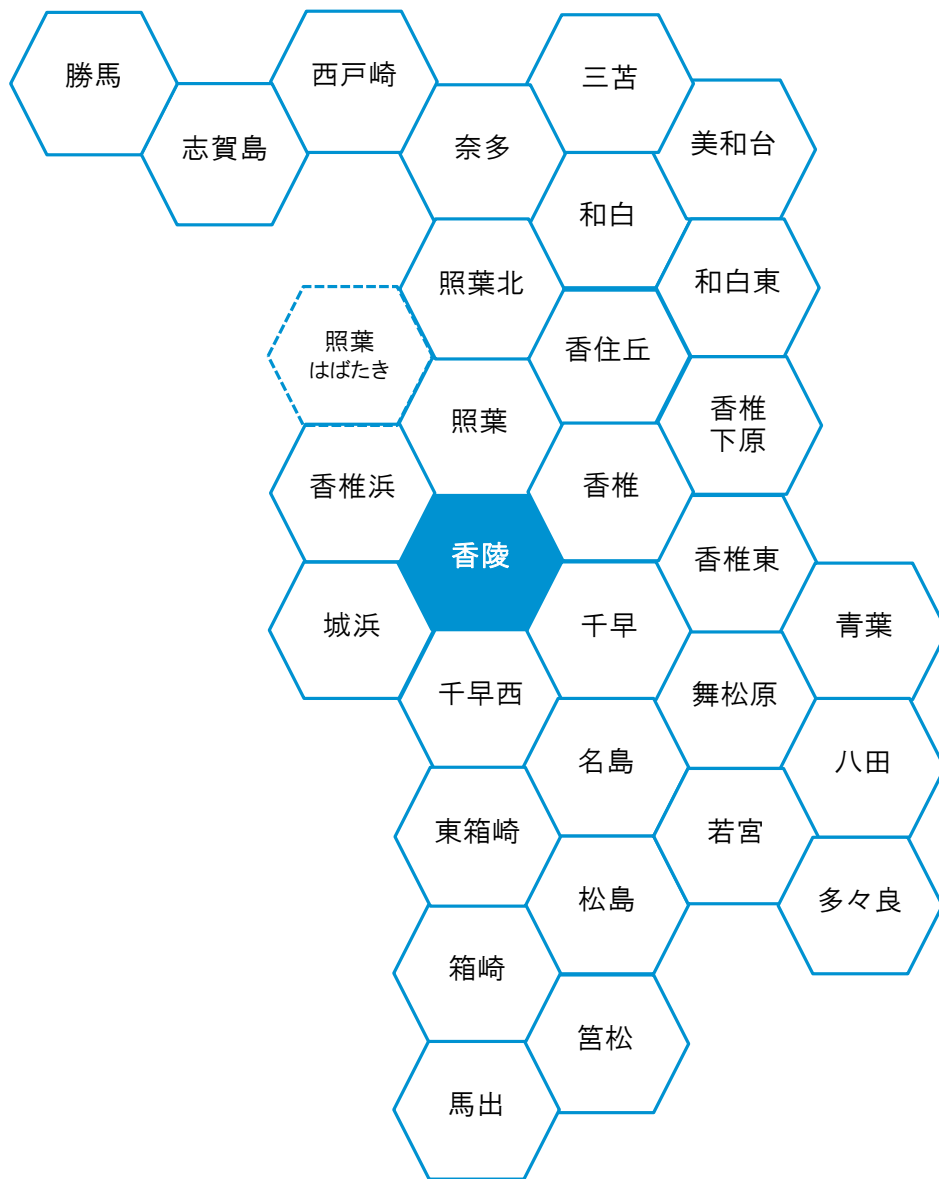 勝馬
西戸崎
三苫
志賀島
奈多
美和台
和白
照葉北
和白東
照葉
はばたき
香住丘
照葉
香椎
下原
香椎浜
香椎
香陵
香椎東
城浜
千早
青葉
千早西
舞松原
名島
八田
東箱崎
若宮
松島
多々良
箱崎
筥松
馬出